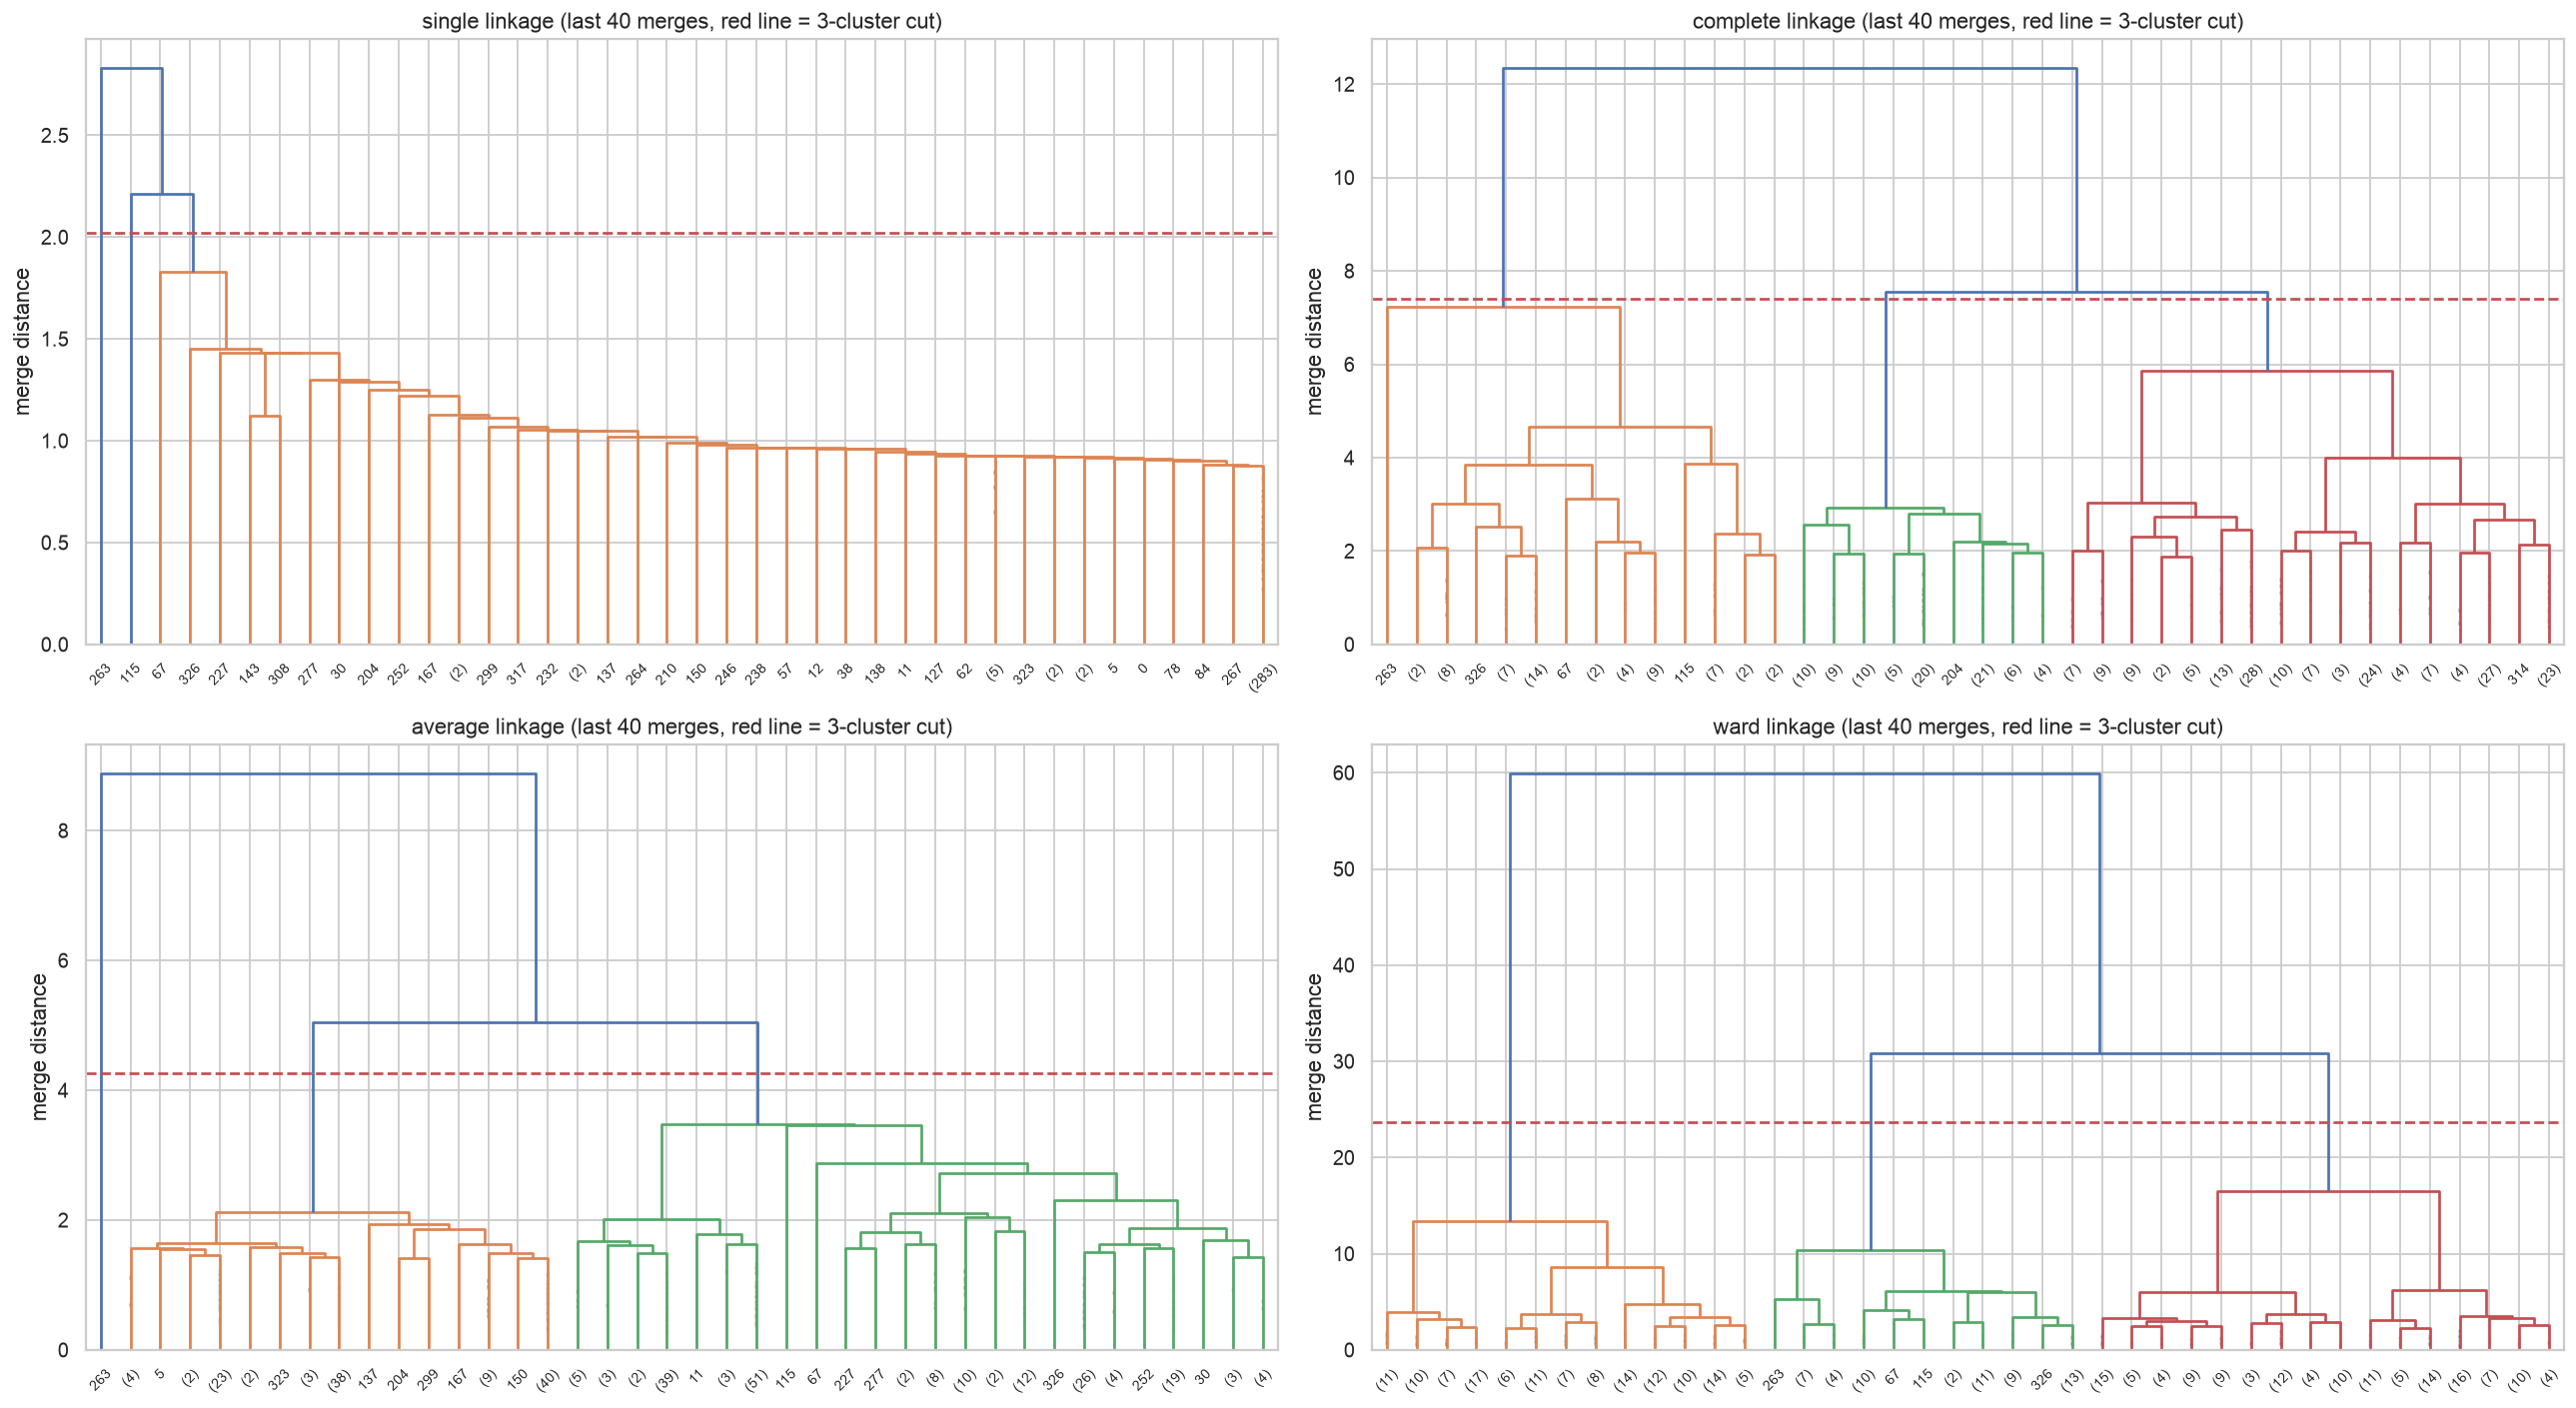 single linkage (last 40 merges, red line = 3-cluster cut)
merge distance
2.5
2.0
1.5
1.0
0.5
0.0
263 115 67 326 227 143 308 277 30 204 252 167 (2) 299 317 232 (2) 137 264 210 150 246 238 57 12 38 138 11 127 62 (5) 323 (2) (2) 5 0 78 84 267 (283)
complete linkage (last 40 merges, red line = 3-cluster cut)
merge distance
12
10
8
6
4
2
0
263 (2) (8) 326 (7) (14) 67 (2) (4) (9) 115 (7) (2) (2) (10) (9) (10) (5) (20) 204 (21) (6) (4) (7) (9) (9) (2) (5) (13) (28) (10) (7) (3) (24) (4) (7) (4) (27) 314 (23)
average linkage (last 40 merges, red line = 3-cluster cut)
merge distance
8
6
4
2
0
263 (4) 5 (2) (23) (2) 323 (3) (38) 137 204 299 167 (9) 150 (40) (5) (3) (2) (39) 11 (3) (51) 115 67 227 277 (2) (8) (10) (2) (12) 326 (26) (4) 252 (19) 30 (3) (4)
ward linkage (last 40 merges, red line = 3-cluster cut)
merge distance
60
50
40
30
20
10
0
(11) (10) (7) (17) (6) (11) (7) (8) (14) (12) (10) (14) (5) 263 (7) (4) (10) 67 115 (2) (11) (9) 326 (13) (15) (5) (4) (9) (9) (3) (12) (4) (10) (11) (5) (14) (16) (7) (10) (4)